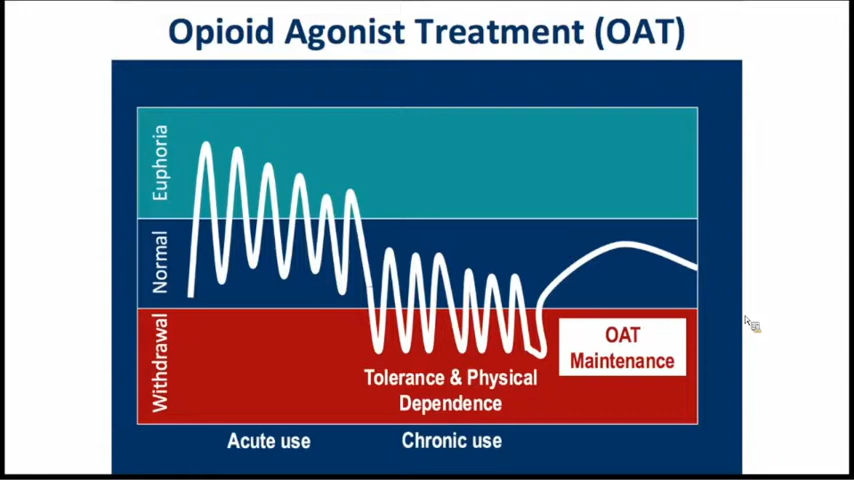 Opioid Agonist Treatment (OAT)
Euphoria
Normal
Withdrawal
OAT
Maintenance
Tolerance & Physical
Dependence
Acute use
Chronic use